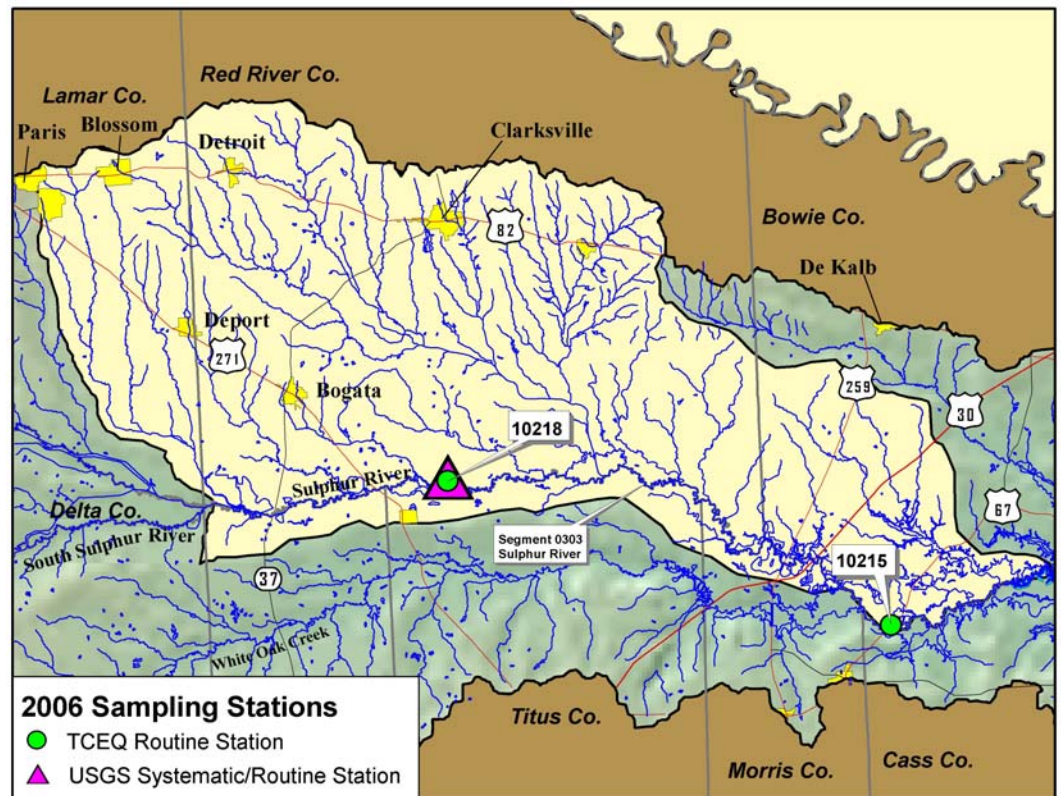 Red River Co.
Lamar Co.
Paris
Blossom
Detroit
Clarksville
82
Bowie Co.
De Kalb
Deport
271
Bogata
259
30
10218
Sulphur River
67
Delta Co.
South Sulphur River
Segment 0303
Sulphur River
10215
37
White Oak Creek
2006 Sampling Stations
TCEQ Routine Station
USGS Systematic/Routine Station
Titus Co.
Morris Co.
Cass Co.